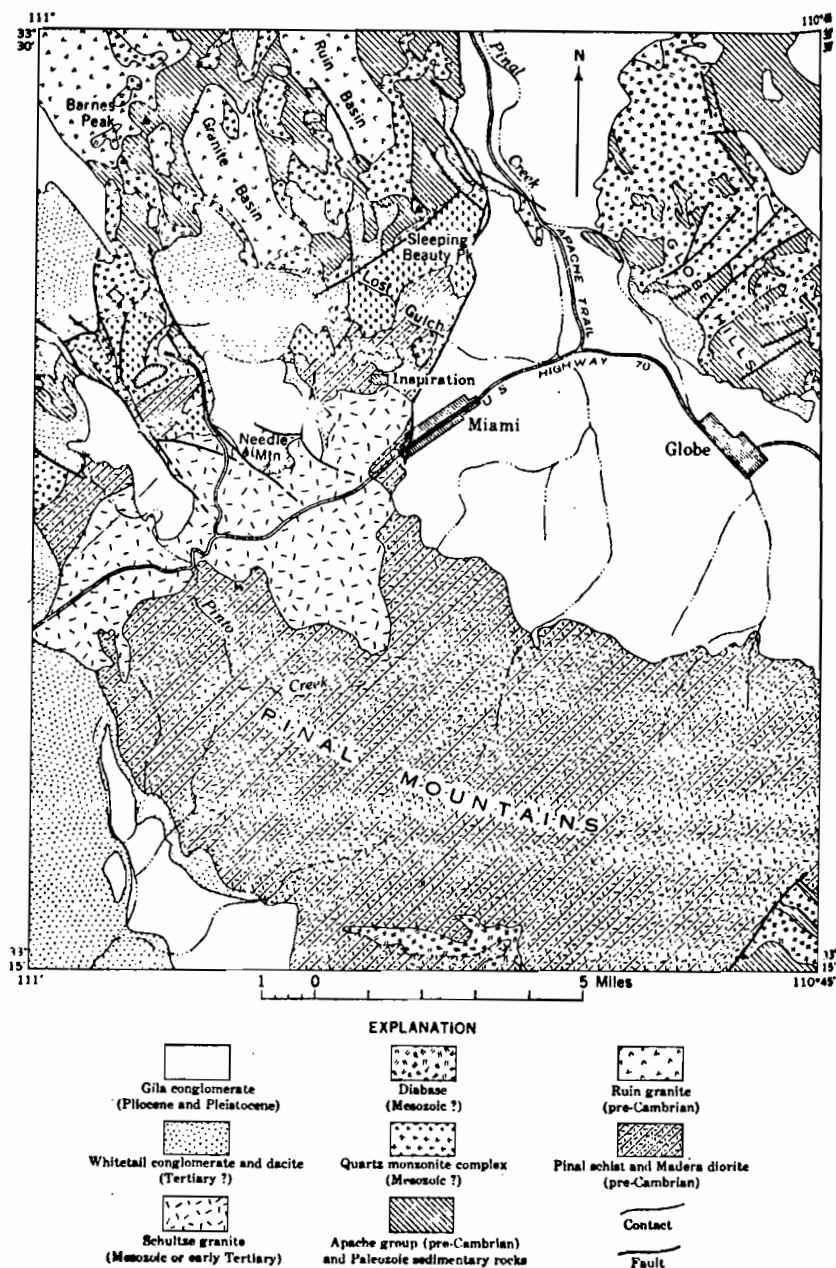 111°
110°45'
33°
30'
Ruin
Basin
Pinal
Creek
N
Barnes
Peak
Granite
Basin
Sleeping
Beauty Pk
Lost
Gulch
APACHE TRAIL
GLOBE HILLS
US HIGHWAY 70
Inspiration
Miami
Needle
Mtn
Globe
Pinto
Creek
PINAL
MOUNTAINS
33°
15'
33°
15'
111°
110°45'
1 0 5 Miles
EXPLANATION
Gila conglomerate
(Pliocene and Pleistocene)
Diabase
(Mesozoic ?)
Ruin granite
(pre-Cambrian)
Whitetail conglomerate and dacite
(Tertiary ?)
Quartz monzonite complex
(Mesozoic ?)
Pinal schist and Madera diorite
(pre-Cambrian)
Schultze granite
(Mesozoic or early Tertiary)
Apache group (pre-Cambrian)
and Paleozoic sedimentary rocks
Contact
Fault